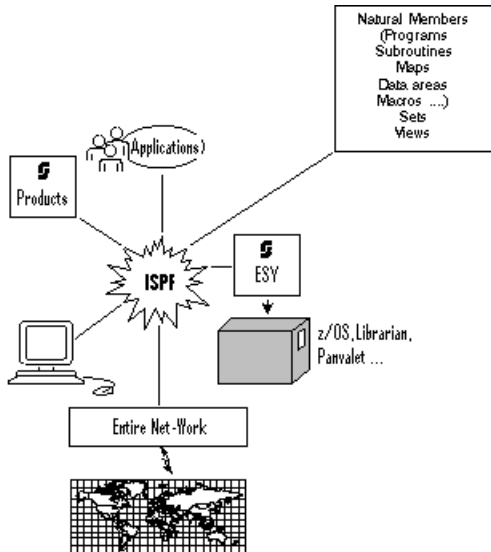 Natural Members
(Programs
Subroutines
Maps
Data areas
Macros ....)
Sets
Views
Applications)
Products
ISPF
ESY
z/OS, Librarian,
Panvalet ...
Entire Net-Work